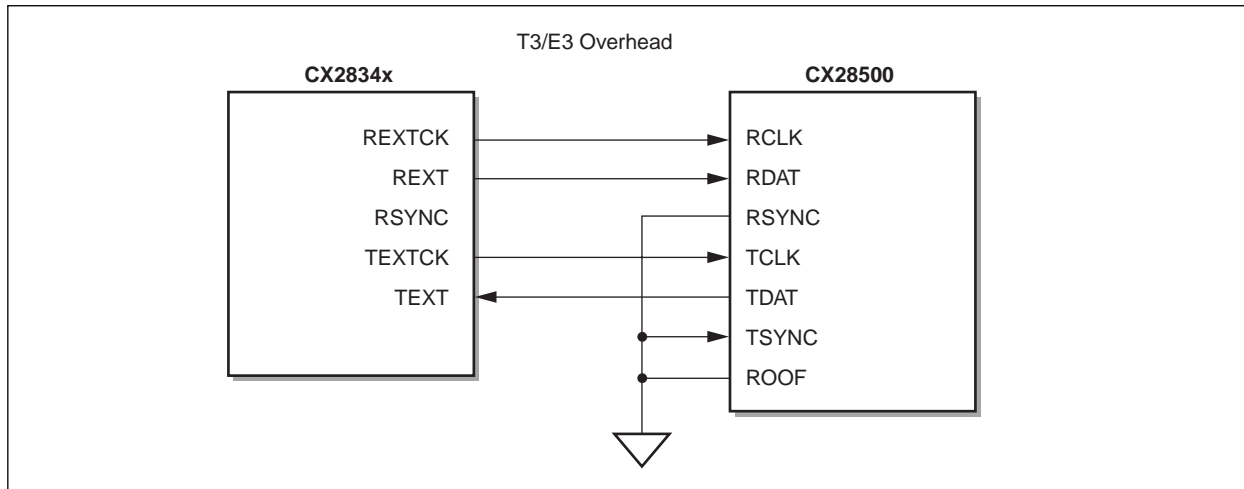 T3/E3 Overhead
CX2834x
CX28500
REXTCK
RCLK
REXT
RDAT
RSYNC
RSYNC
TEXTCK
TCLK
TEXT
TDAT
TSYNC
ROOF